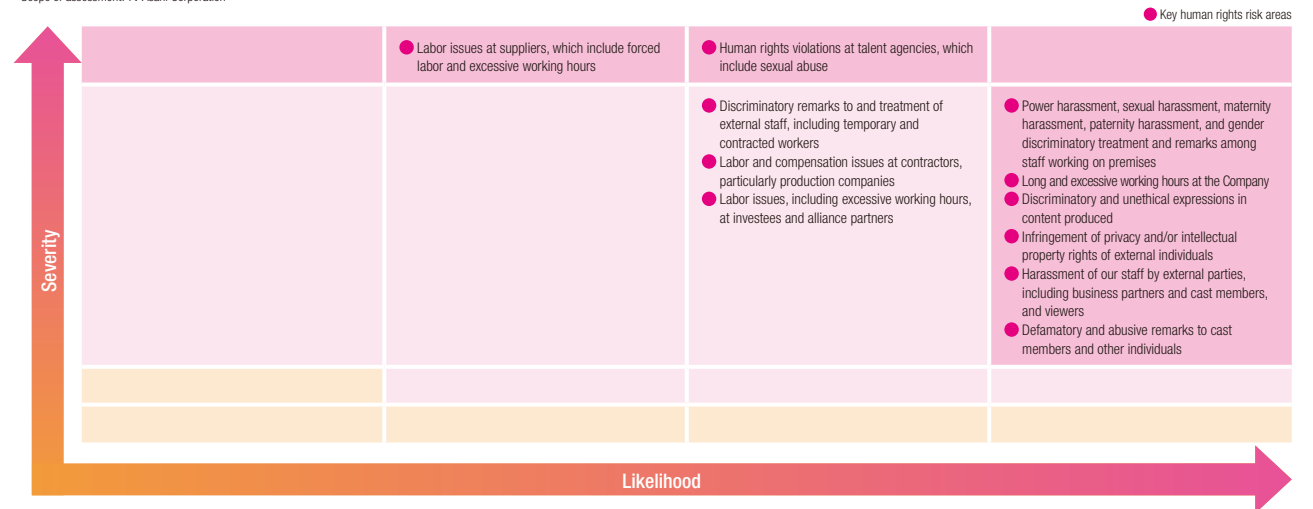 Scope of assessment: TV Asahi Corporation
Key human rights risk areas
Labor issues at suppliers, which include forced
labor and excessive working hours
Human rights violations at talent agencies, which
include sexual abuse
Discriminatory remarks to and treatment of
external staff, including temporary and
contracted workers
Labor and compensation issues at contractors,
particularly production companies
Labor issues, including excessive working hours,
at investees and alliance partners
Power harassment, sexual harassment, maternity
harassment, paternity harassment, and gender
discriminatory treatment and remarks among
staff working on premises
Long and excessive working hours at the Company
Discriminatory and unethical expressions in
content produced
Infringement of privacy and/or intellectual
property rights of external individuals
Harassment of our staff by external parties,
including business partners and cast members,
and viewers
Defamatory and abusive remarks to cast
members and other individuals
Severity
Likelihood